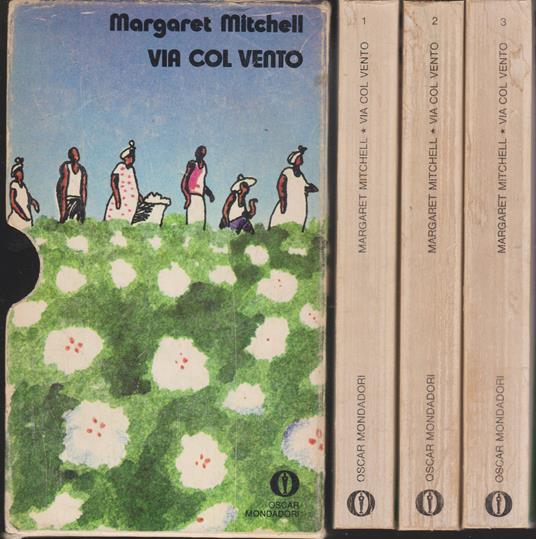 Margaret Mitchell
VIA COL VENTO
OSCAR
MONDADORI
1
MARGARET MITCHELL * VIA COL VENTO
OSCAR MONDADORI
2
MARGARET MITCHELL * VIA COL VENTO
OSCAR MONDADORI
3
MARGARET MITCHELL * VIA COL VENTO
OSCAR MONDADORI